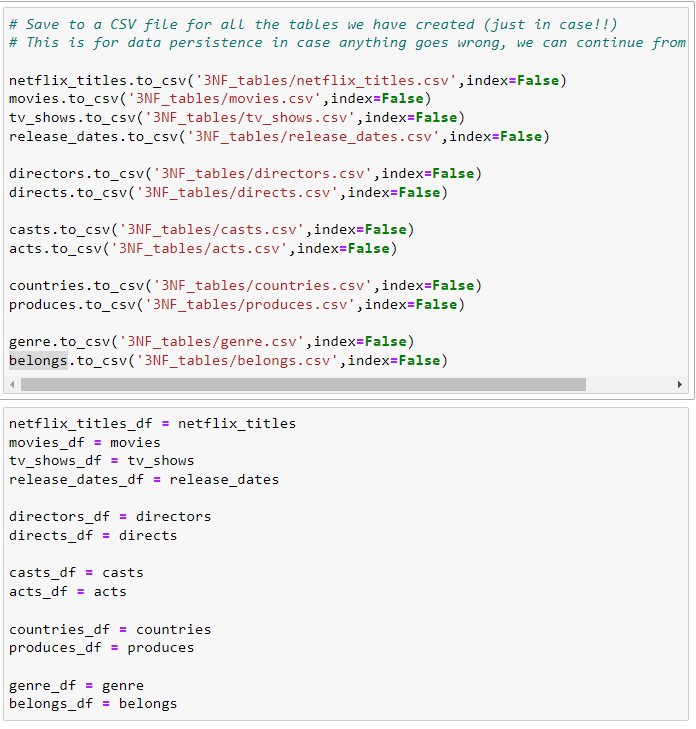 # Save to a CSV file for all the tables we have created (just in case!!)
# This is for data persistence in case anything goes wrong, we can continue from
netflix_titles.to_csv('3NF_tables/netflix_titles.csv',index=False)
movies.to_csv('3NF_tables/movies.csv',index=False)
tv_shows.to_csv('3NF_tables/tv_shows.csv',index=False)
release_dates.to_csv('3NF_tables/release_dates.csv',index=False)
directors.to_csv('3NF_tables/directors.csv',index=False)
directs.to_csv('3NF_tables/directs.csv',index=False)
casts.to_csv('3NF_tables/casts.csv',index=False)
acts.to_csv('3NF_tables/acts.csv',index=False)
countries.to_csv('3NF_tables/countries.csv',index=False)
produces.to_csv('3NF_tables/produces.csv',index=False)
genre.to_csv('3NF_tables/genre.csv',index=False)
belongs.to_csv('3NF_tables/belongs.csv',index=False)
netflix_titles_df = netflix_titles
movies_df = movies
tv_shows_df = tv_shows
release_dates_df = release_dates
directors_df = directors
directs_df = directs
casts_df = casts
acts_df = acts
countries_df = countries
produces_df = produces
genre_df = genre
belongs_df = belongs